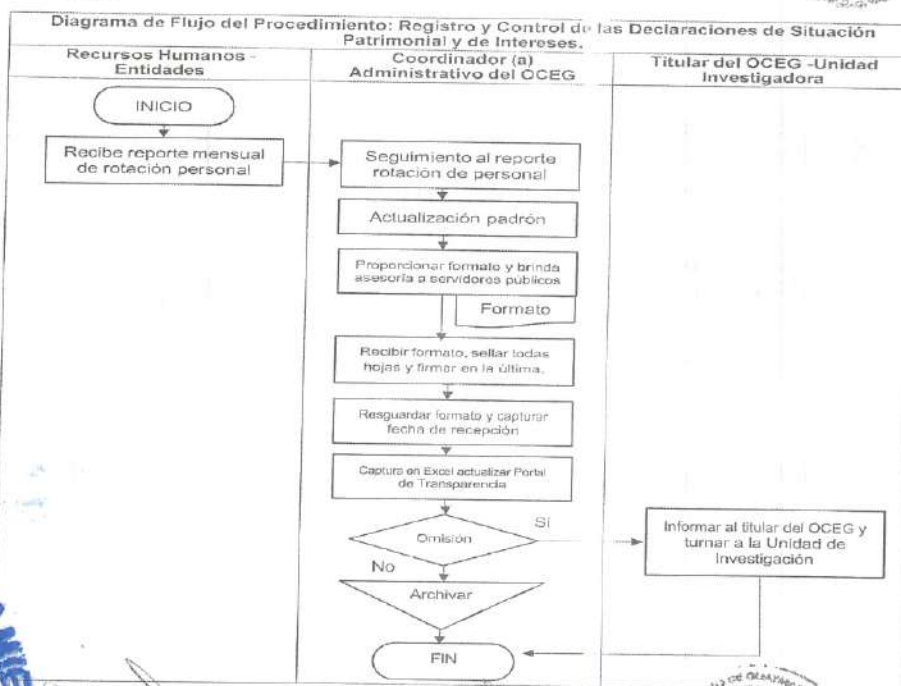 Diagrama de Flujo del Procedimiento: Registro y Control de las Declaraciones de Situación
Patrimonial y de Intereses.
Recursos Humanos -
Entidades
Coordinador (a)
Administrativo del OCEG
Titular del OCEG -Unidad
Investigadora
INICIO
Recibe reporte mensual
de rotación personal
Seguimiento al reporte
rotación de personal
Actualización padrón
Proporcionar formato y brinda
asesoría a servidores públicos
Formato
Recibir formato, sellar todas
hojas y firmar en la última.
Resguardar formato y capturar
fecha de recepción
Captura en Excel actualizar Portal
de Transparencia
Omisión
Sí
Informar al titular del OCEG y
turnar a la Unidad de
Investigación
No
Archivar
FIN